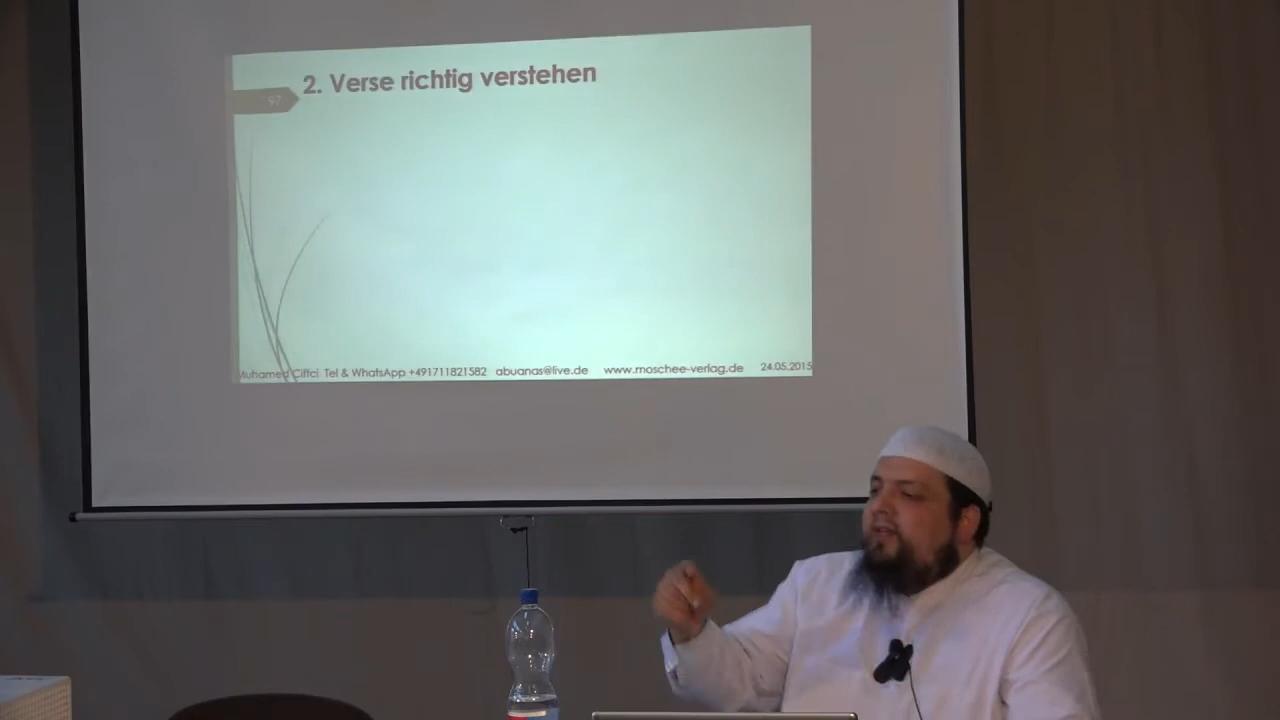 2. Verse richtig verstehen
97
Muhamed Ciftci Tel & WhatsApp +491711821582 abuanas@live.de www.moschee-verlag.de 24.05.2015